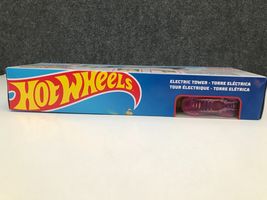 HOT WHEELS
ELECTRIC TOWER - TORRE ELÉCTRICA
TOUR ÉLECTRIQUE - TORRE ELÉTRICA